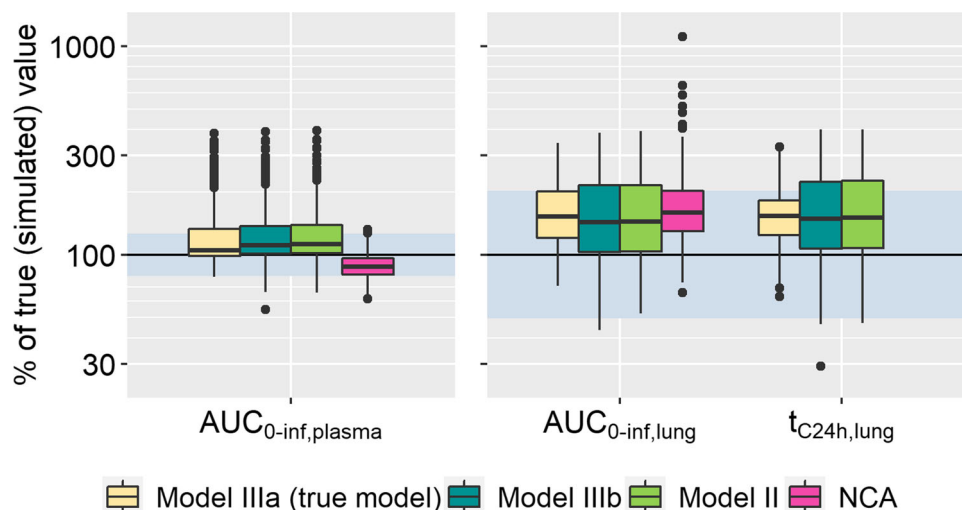 % of true (simulated) value
1000
300
100
30
AUC0-inf,plasma
AUC0-inf,lung
tC24h,lung
Model IIIa (true model)
Model IIIb
Model II
NCA